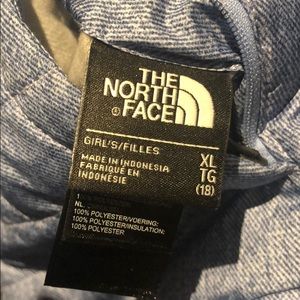 THE
NORTH
FACE
GIRL'S/FILLES
XL
TG
(18)
MADE IN INDONESIA
FABRIQUÉ EN
INDONÉSIE
100% POLYESTER/VOERING:
100% POLYESTER/INSULATION:
100% POLYESTER